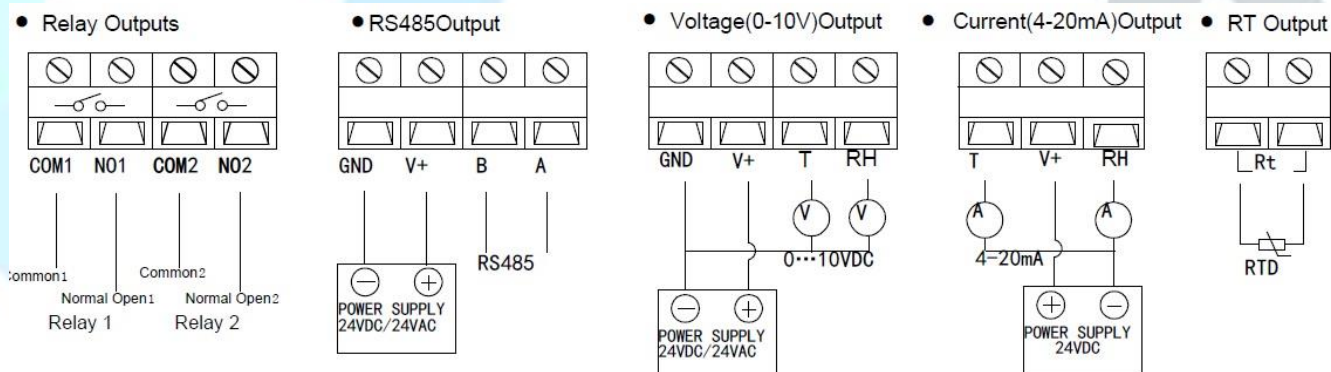 ● Relay Outputs
COM1 NO1 COM2 NO2
Common1
Common2
Normal Open1
Normal Open2
Relay 1
Relay 2
● RS485Output
GND V+ B A
RS485
POWER SUPPLY
24VDC/24VAC
● Voltage(0-10V)Output
GND V+ T RH
V V
0···10VDC
POWER SUPPLY
24VDC/24VAC
● Current(4-20mA)Output
T V+ RH
A A
4-20mA
POWER SUPPLY
24VDC
● RT Output
Rt
RTD